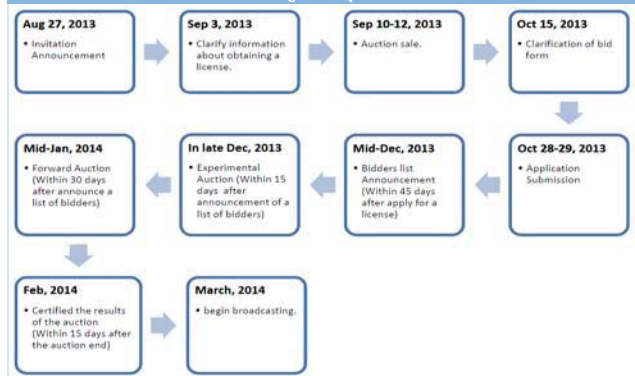 Aug 27, 2013
• Invitation
Announcement
Sep 3, 2013
• Clarify information
about obtaining a
license.
Sep 10-12, 2013
• Auction sale.
Oct 15, 2013
• Clarification of bid
form
Oct 28-29, 2013
• Application
Submission
Mid-Dec, 2013
• Bidders list
Announcement
(Within 45 days
after apply for a
license)
In late Dec, 2013
• Experimental
Auction (Within 15
days after
announcement of a
list of bidders)
Mid-Jan, 2014
• Forward Auction
(Within 30 days
after announce a
list of bidders)
Feb, 2014
• Certified the results
of the auction
(Within 15 days after
the auction end)
March, 2014
• begin broadcasting.